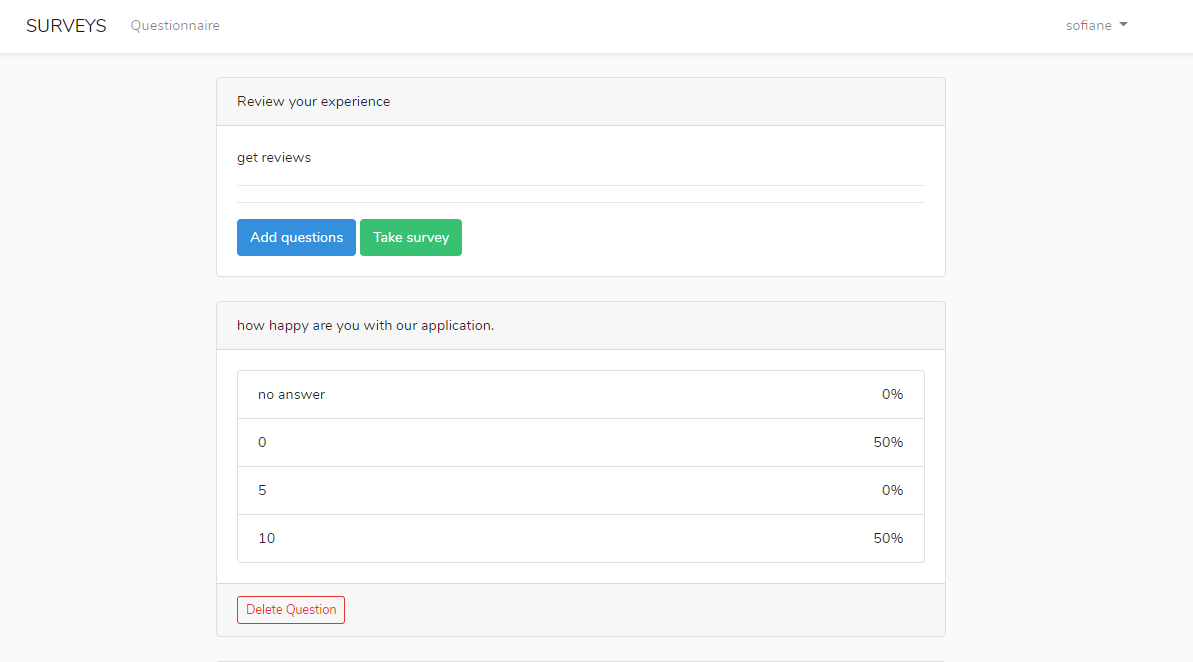 SURVEYS Questionnaire sofiane
Review your experience
get reviews
Add questions Take survey
how happy are you with our application.
no answer 0%
0 50%
5 0%
10 50%
Delete Question